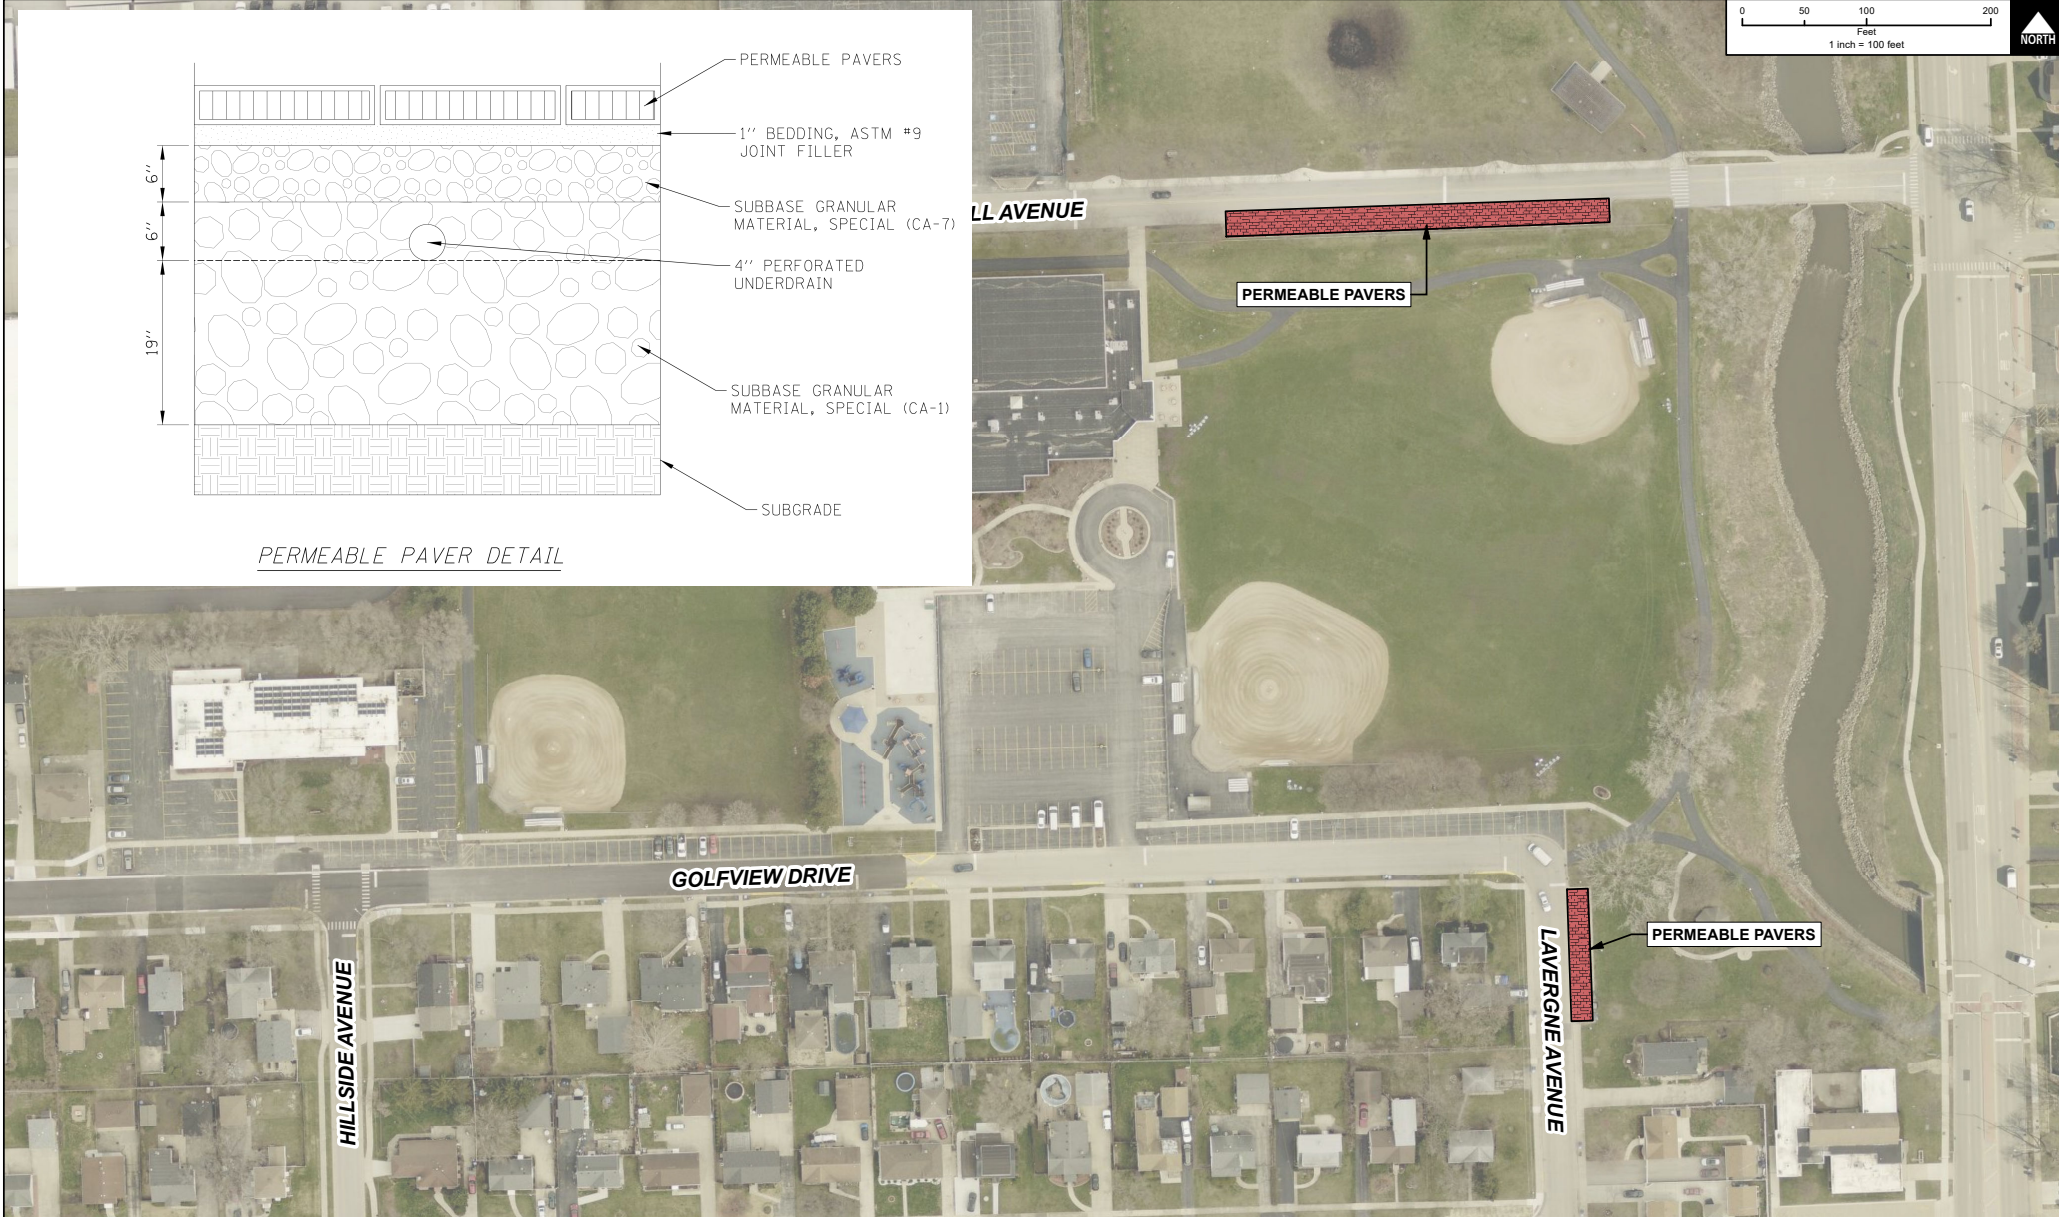 PERMEABLE PAVERS
1" BEDDING, ASTM #9
JOINT FILLER
6"
SUBBASE GRANULAR
MATERIAL, SPECIAL (CA-7)
6"
4" PERFORATED
UNDERDRAIN
19"
SUBBASE GRANULAR
MATERIAL, SPECIAL (CA-1)
SUBGRADE
PERMEABLE PAVER DETAIL
0 50 100 200
Feet
1 inch = 100 feet
NORTH
LL AVENUE
PERMEABLE PAVERS
GOLFVIEW DRIVE
PERMEABLE PAVERS
HILLSIDE AVENUE
LAVERGNE AVENUE